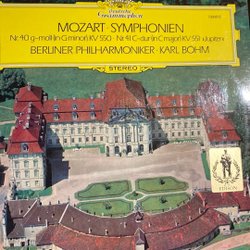 Deutsche
Grammophon
MOZART · SYMPHONIEN
Nr. 40 g-moll (in G minor) KV 550 · Nr. 41 C-dur (in C major) KV 551 »Jupiter«
BERLINER PHILHARMONIKER · KARL BÖHM
STEREO
EDITION